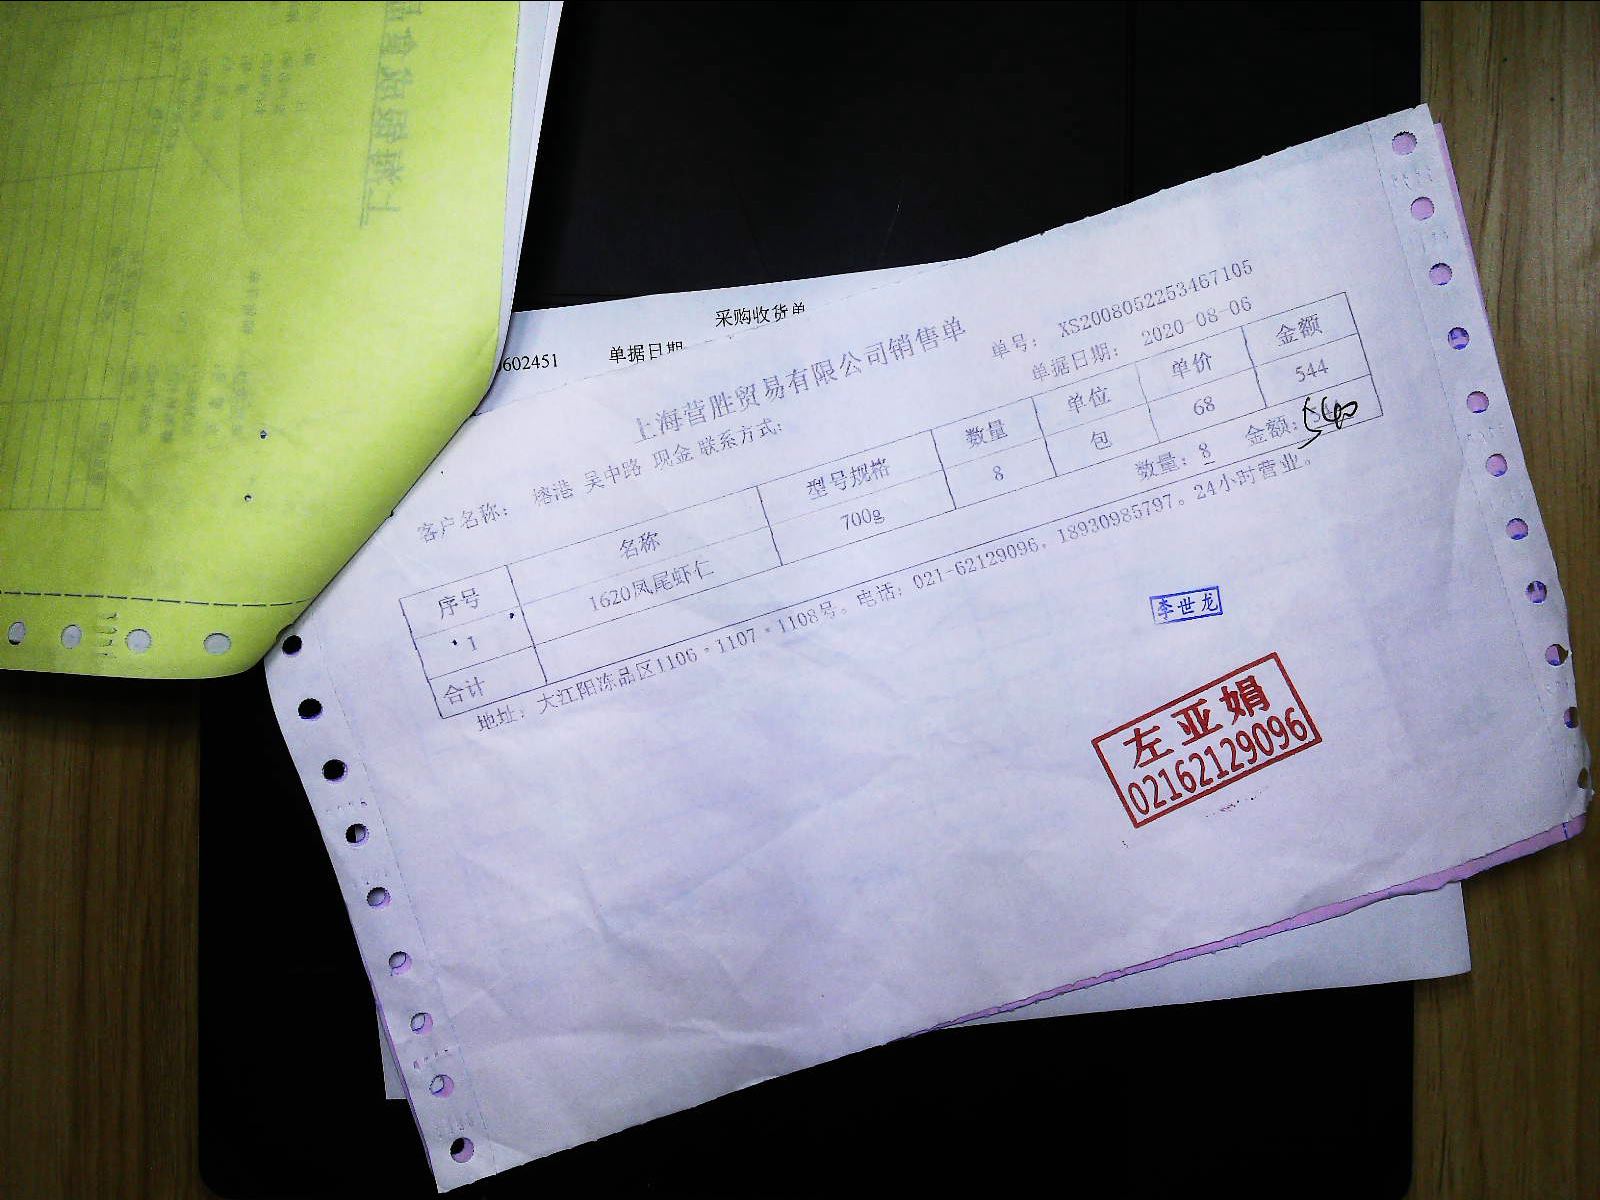 采购收货单
602451 单据日期
上海营胜贸易有限公司销售单
单号： XS2008052253467105
客户名称： 榕港 吴中路 现金 联系方式：
单据日期： 2020-08-06
序号 名称 型号规格 数量 单位 单价 金额
1 1620凤尾虾仁 700g 8 包 68 544
合计 数量：8 金额： 540
地址：大江阳冻品区1106·1107·1108号。电话：021-62129096，18930985797。24小时营业。
李世龙
左亚娟
02162129096